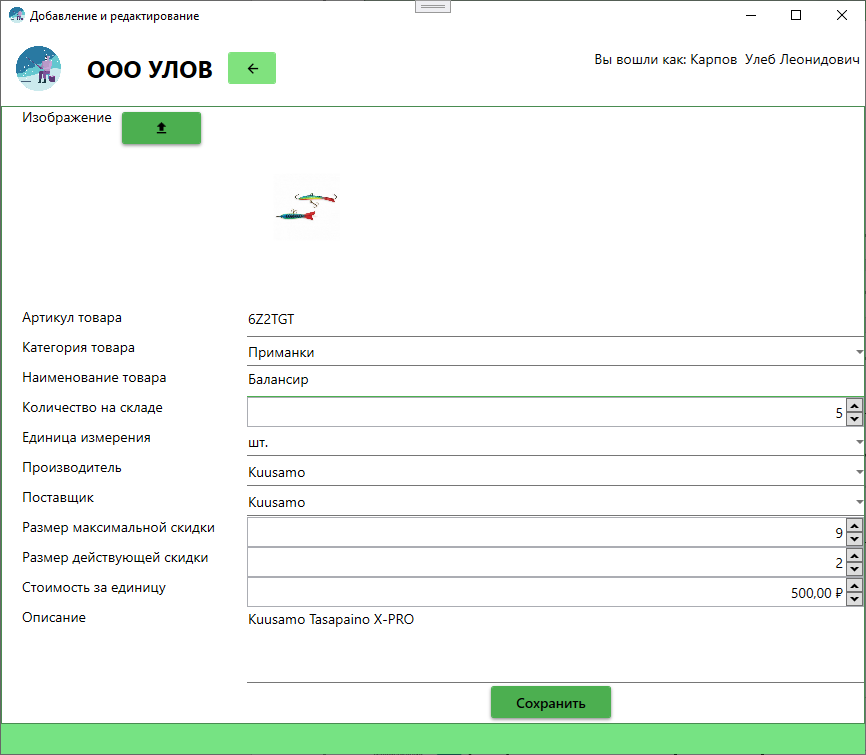 Добавление и редактирование
ООО УЛОВ
Вы вошли как: Карпов  Улеб Леонидович
Изображение
Артикул товара
6Z2TGT
Категория товара
Приманки
Наименование товара
Балансир
Количество на складе
5
Единица измерения
шт.
Производитель
Kuusamo
Поставщик
Kuusamo
Размер максимальной скидки
9
Размер действующей скидки
2
Стоимость за единицу
500,00 ₽
Описание
Kuusamo Tasapaino X-PRO
Сохранить